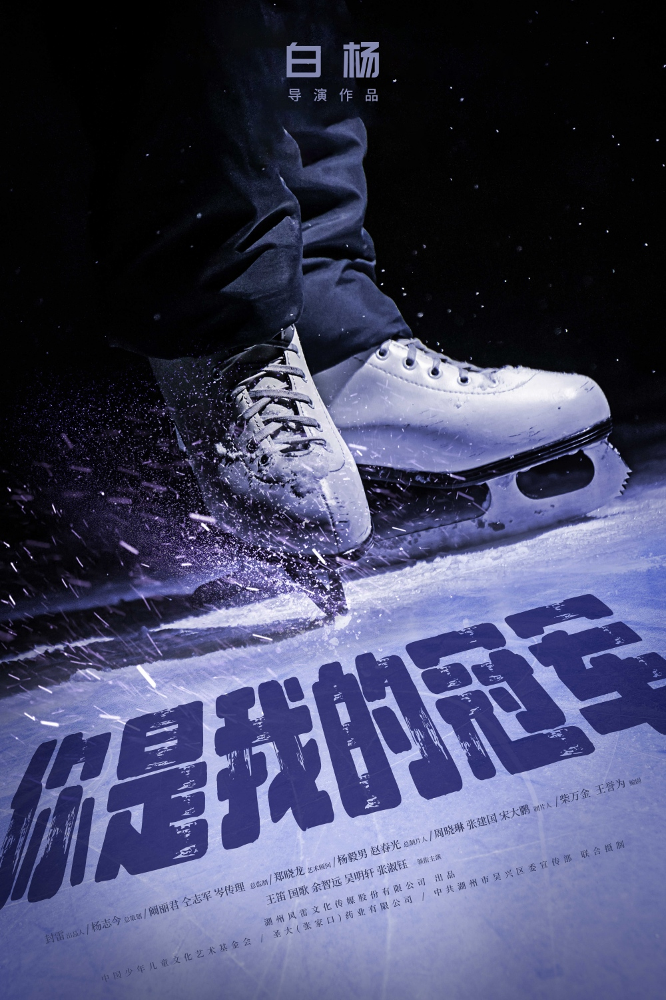 白杨
导演作品
你是我的冠军
封雷 出品人/杨志今 总策划/阚丽君 仝志军 岑传理 总监制/郑晓龙 艺术顾问/杨毅男 赵春光 总制片人/周晓琳 张建国 宋大鹏 制片人/柴万金 王誉为 编剧
王笛 国歌 余智远 吴明轩 张淑钰 领衔主演
湖州风雷文化传媒股份有限公司 出品
中国少年儿童文化艺术基金会 / 圣大(张家口)药业有限公司 / 中共湖州市吴兴区委宣传部 联合摄制